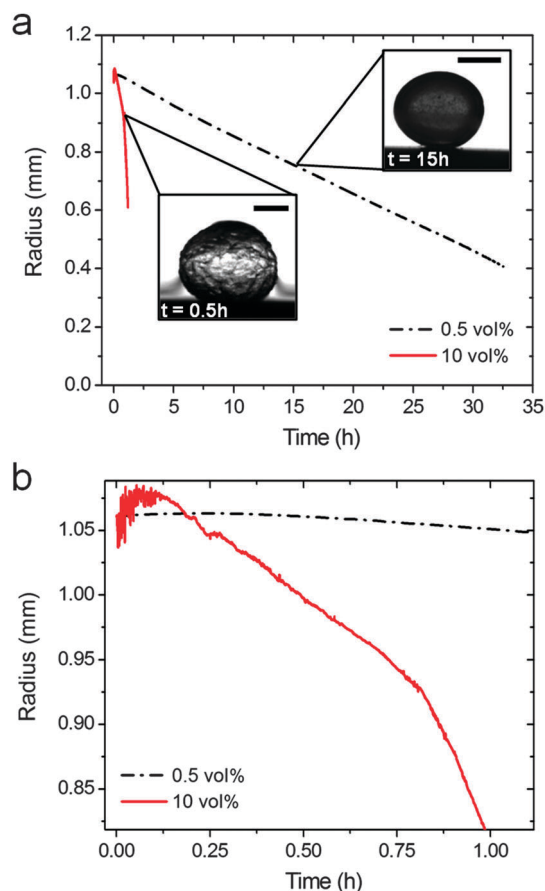 a
1.2
1.0
0.8
0.6
0.4
0.2
0.0
Radius (mm)
t = 15h
t = 0.5h
0.5 vol%
10 vol%
0 5 10 15 20 25 30 35
Time (h)
b
1.05
1.00
0.95
0.90
0.85
Radius (mm)
0.5 vol%
10 vol%
0.00 0.25 0.50 0.75 1.00
Time (h)